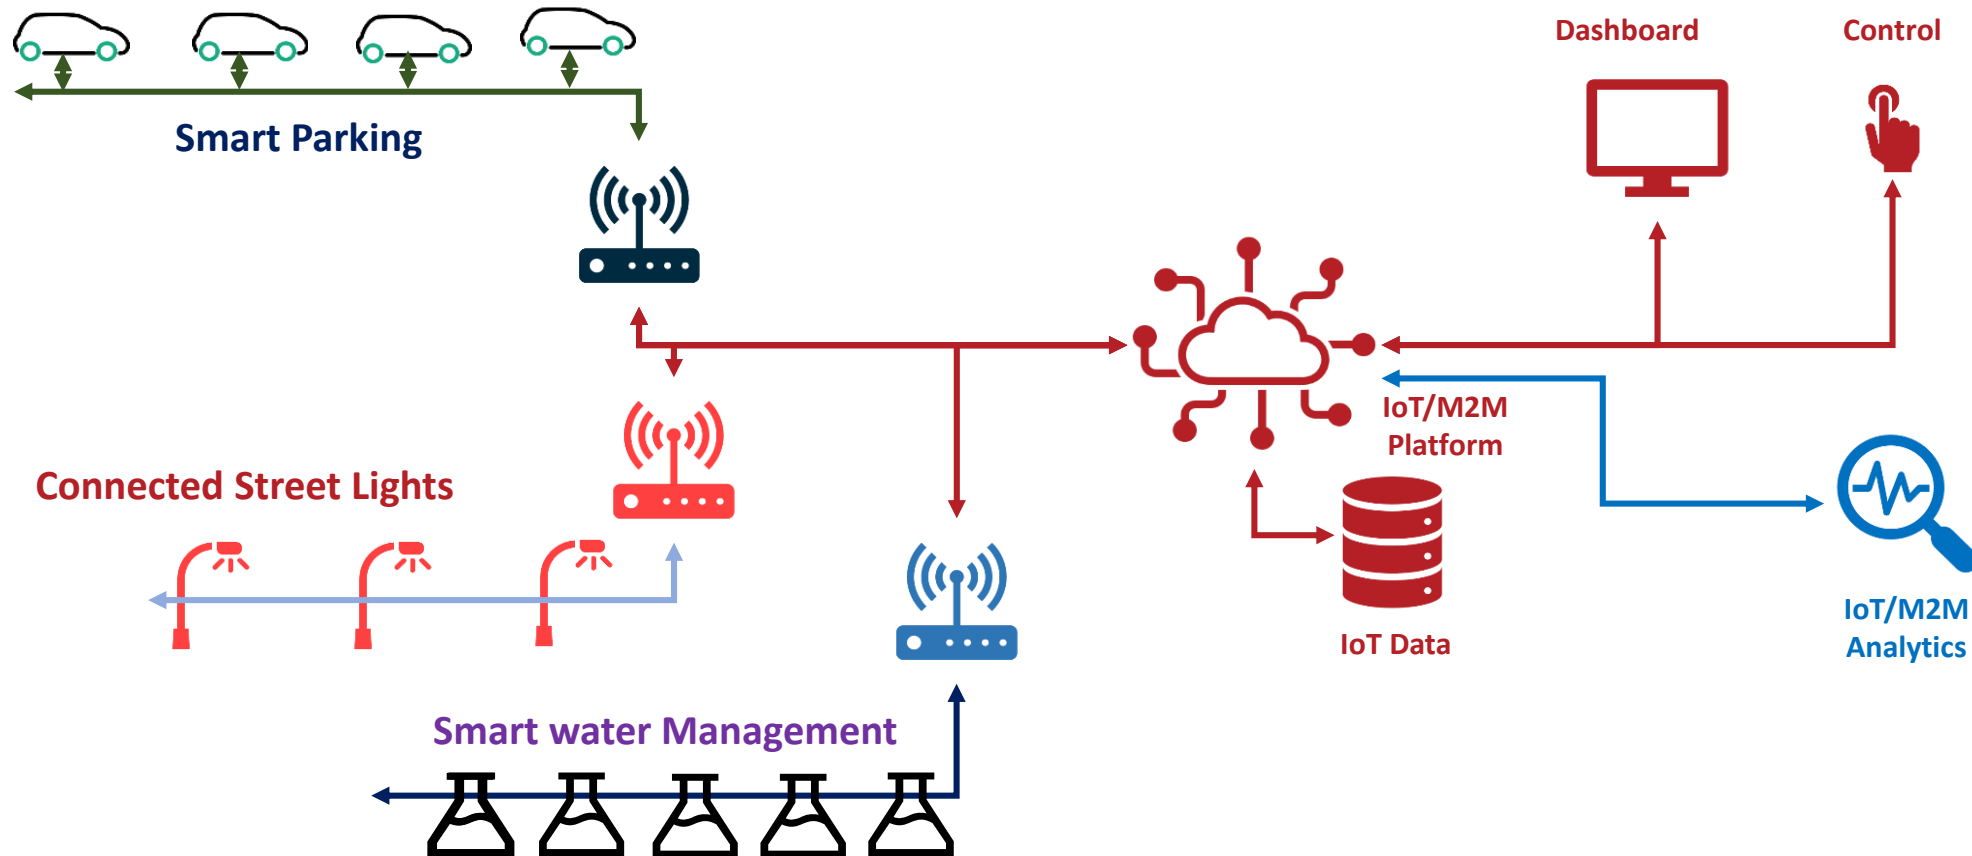 Dashboard
Control
Smart Parking
IoT/M2M
Platform
Connected Street Lights
IoT Data
IoT/M2M
Analytics
Smart water Management